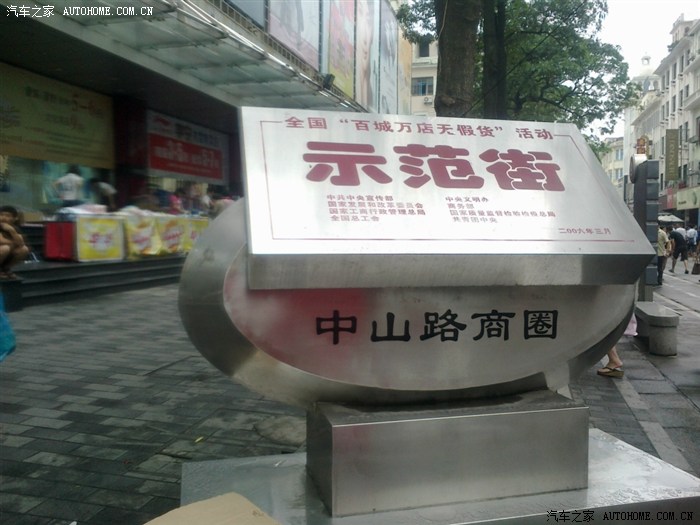 汽车之家 AUTOHOME.COM.CN
全国“百城万店无假货”活动
示范街
中共中央宣传部
国家发展和改革委员会
国家工商行政管理总局
全国总工会
中央文明办
商务部
国家质量监督检验检疫总局
共青团中央
二00九年三月
中山路商圈
汽车之家 AUTOHOME.COM.CN